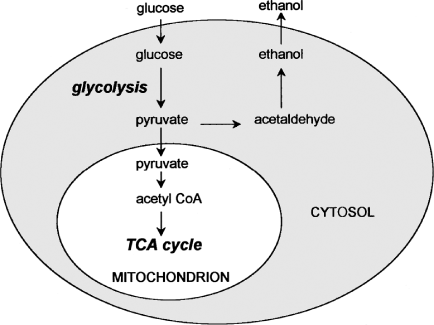 glucose ethanol
glucose ethanol
glycolysis
pyruvate acetaldehyde
pyruvate
acetyl CoA
CYTOSOL
TCA cycle
MITOCHONDRION